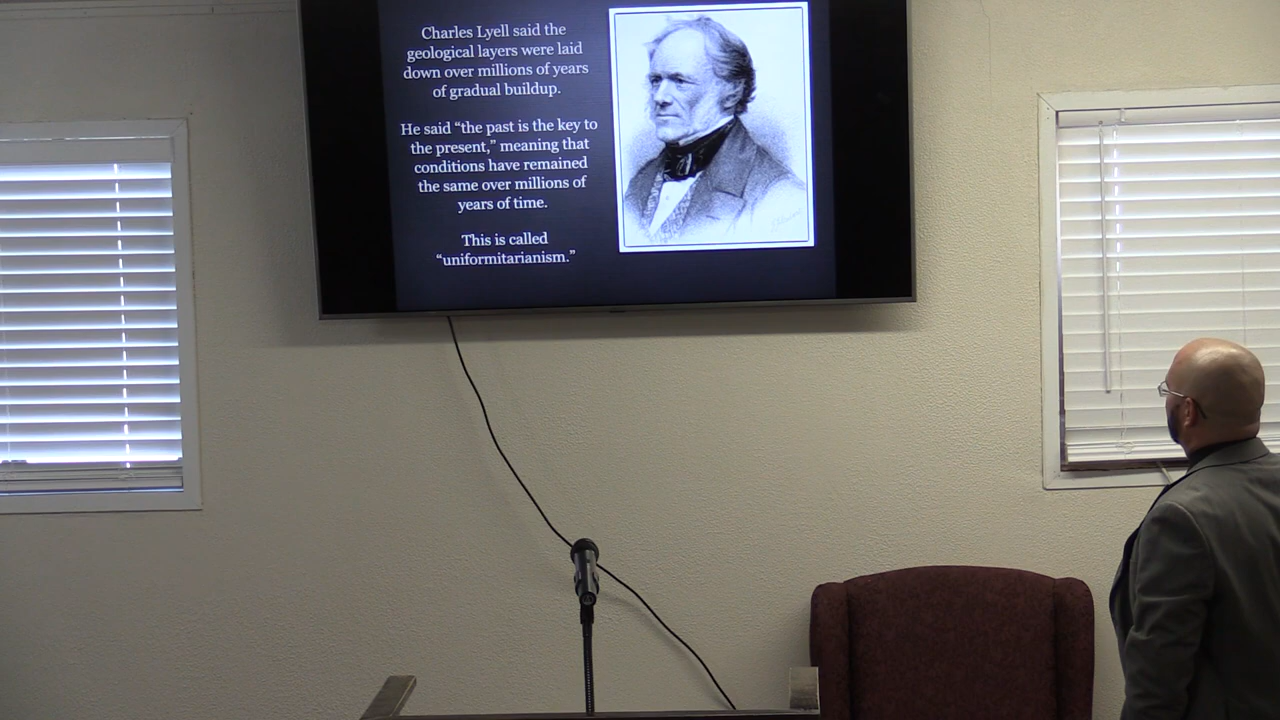 Charles Lyell said the
geological layers were laid
down over millions of years
of gradual buildup.
He said “the past is the key to
the present,” meaning that
conditions have remained
the same over millions of
years of time.
This is called
“uniformitarianism.”